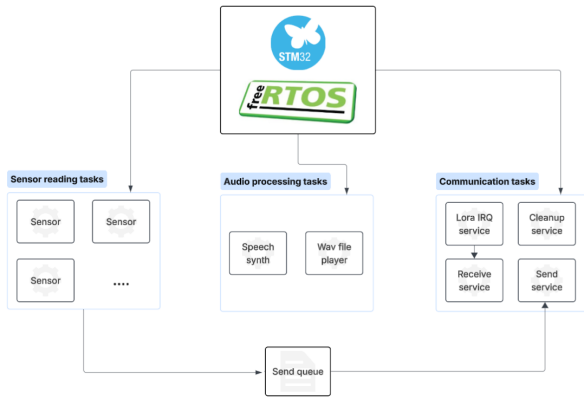 STM32
free RTOS
Sensor reading tasks
Sensor
Sensor
Sensor
....
Audio processing tasks
Speech
synth
Wav file
player
Communication tasks
Lora IRQ
service
Cleanup
service
Receive
service
Send
service
Send queue